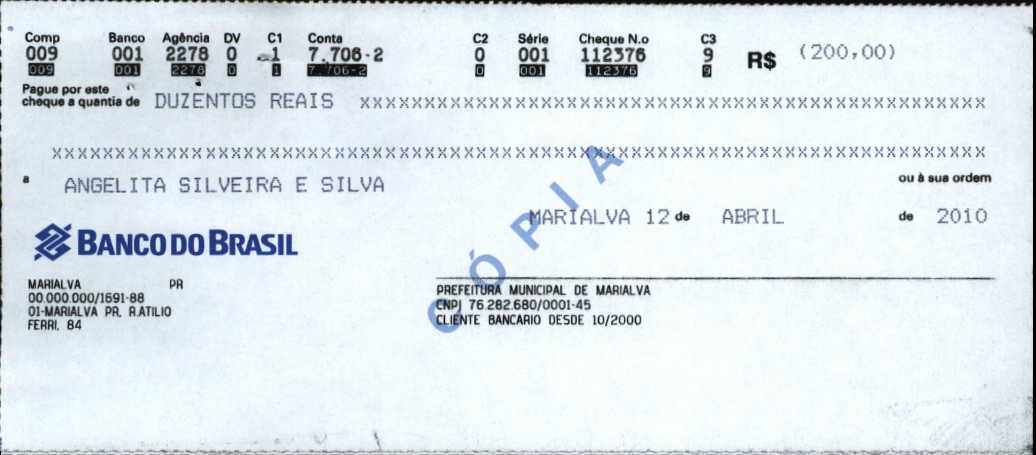 Comp Banco Agência DV C1 Conta C2 Série Cheque N.o C3
009 001 2278 0 1 7.706-2 0 001 112376 9 R$ (200,00)
009 001 2278 0 1 7.706-2 0 001 112376 9
Pague por este
cheque a quantia de DUZENTOS REAIS xxxxxxxxxxxxxxxxxxxxxxxxxxxxxxxxxxxxxxxxxxxxxxxxxxxxxxx
xxxxxxxxxxxxxxxxxxxxxxxxxxxxxxxxxxxxxxxxxxxxxxxxxxxxxxxxxxxxxxxxxxxxxxxxxxxxxxxx
a ANGELITA SILVEIRA E SILVA ou à sua ordem
MARIALVA 12 de ABRIL de 2010
BANCO DO BRASIL
CÓPIA
MARIALVA PR
00.000.000/1691-88
01-MARIALVA PR, R.ATILIO
FERRI, 84
PREFEITURA MUNICIPAL DE MARIALVA
CNPJ 76.282.680/0001-45
CLIENTE BANCARIO DESDE 10/2000